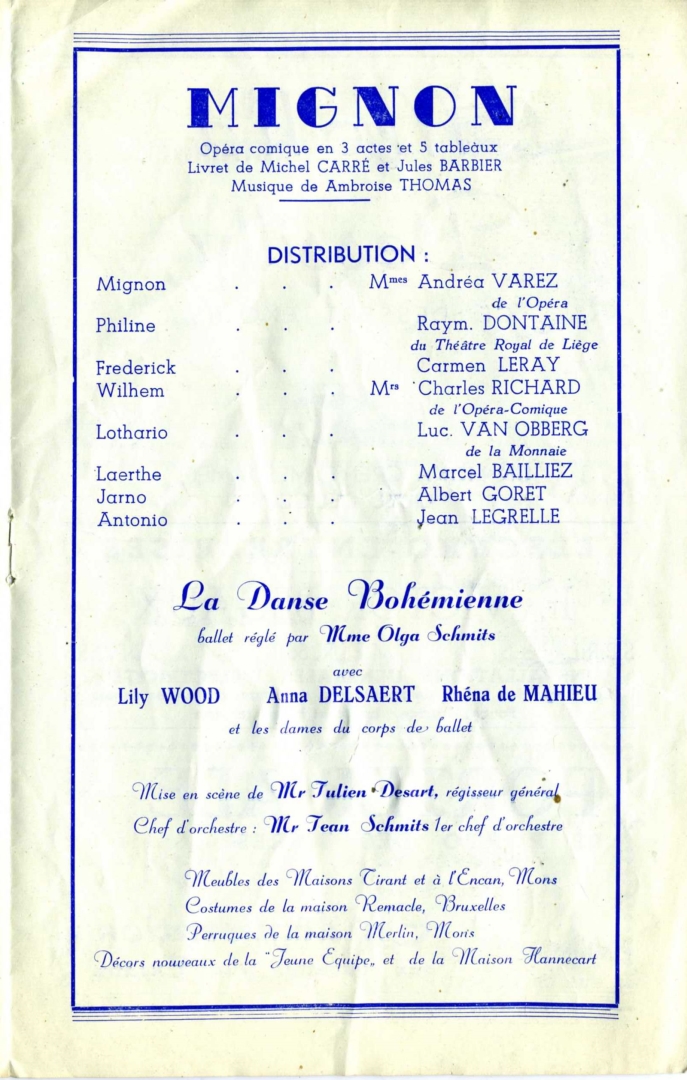 MIGNON
Opéra comique en 3 actes et 5 tableàux
Livret de Michel CARRÉ et Jules BARBIER
Musique de Ambroise THOMAS
DISTRIBUTION :
Mignon . . . Mmes Andréa VAREZ
de l'Opéra
Philine . . . Raym. DONTAINE
du Théâtre Royal de Liège
Frederick . . . Carmen LERAY
Wilhem . . . Mrs Charles RICHARD
de l'Opéra-Comique
Lothario . . . Luc. VAN OBBERG
de la Monnaie
Laerthe . . . Marcel BAILLIEZ
Jarno . . . Albert GORET
Antonio . . . Jean LEGRELLE
La Danse Bohémienne
ballet réglé par Mme Olga Schmits
avec
Lily WOOD Anna DELSAERT Rhéna de MAHIEU
et les dames du corps de ballet
Mise en scène de Mr Julien Desart, régisseur général
Chef d'orchestre : Mr Jean Schmits 1er chef d'orchestre
Meubles des Maisons Tirant et à l'Encan, Mons
Costumes de la maison Remacle, Bruxelles
Perruques de la maison Merlin, Mons
Décors nouveaux de la "Jeune Equipe„ et de la Maison Hannecart